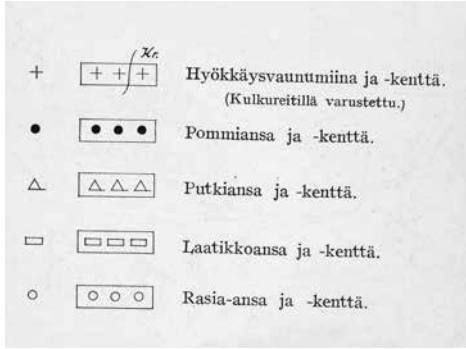 Kr.
Hyökkäysvaunumiina ja -kenttä.
(Kulkureitillä varustettu.)
Pommiansa ja -kenttä.
Putkiansa ja -kenttä.
Laatikkoansa ja -kenttä.
Rasia-ansa ja -kenttä.